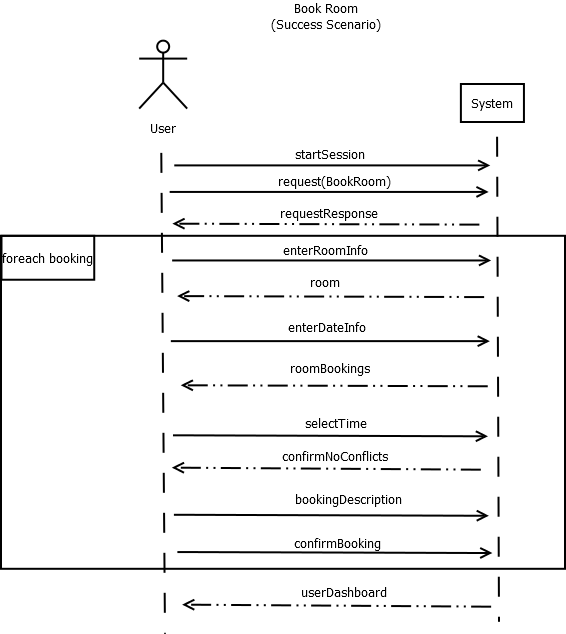 Book Room
(Success Scenario)
System
User
startSession
request(BookRoom)
requestResponse
foreach booking
enterRoomInfo
room
enterDateInfo
roomBookings
selectTime
confirmNoConflicts
bookingDescription
confirmBooking
userDashboard